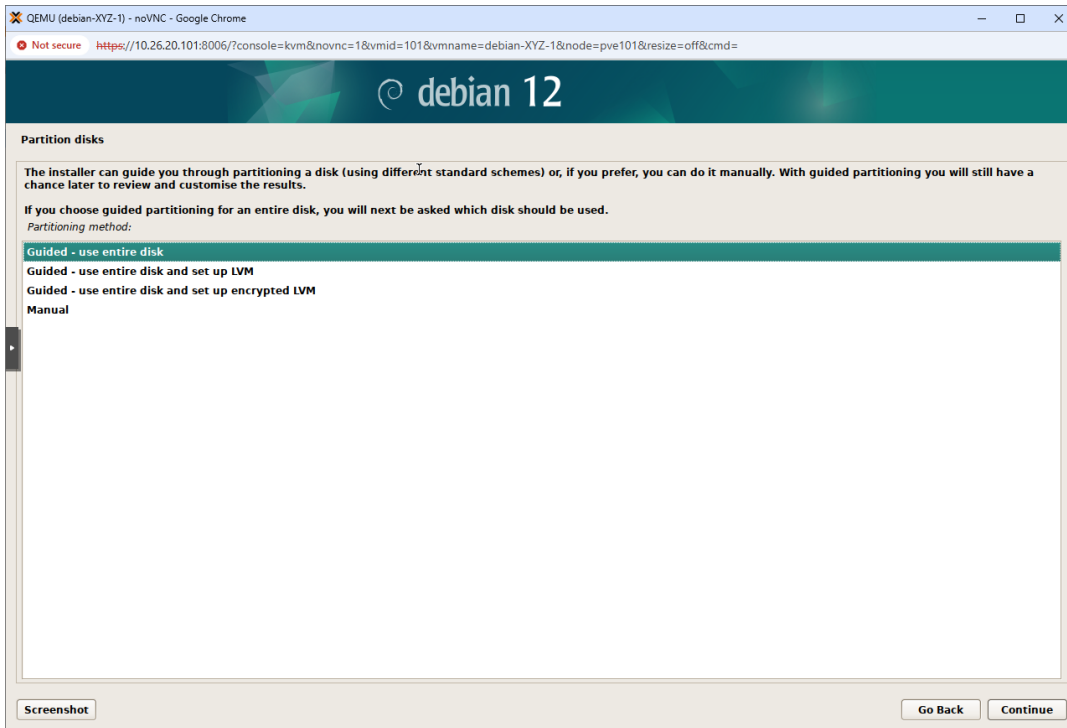 QEMU (debian-XYZ-1) - noVNC - Google Chrome
Not secure https://10.26.20.101:8006/?console=kvm&novnc=1&vmid=101&vmname=debian-XYZ-1&node=pve101&resize=off&cmd=
debian 12
Partition disks
The installer can guide you through partitioning a disk (using different standard schemes) or, if you prefer, you can do it manually. With guided partitioning you will still have a
chance later to review and customise the results.
If you choose guided partitioning for an entire disk, you will next be asked which disk should be used.
Partitioning method:
Guided - use entire disk
Guided - use entire disk and set up LVM
Guided - use entire disk and set up encrypted LVM
Manual
Screenshot Go Back Continue